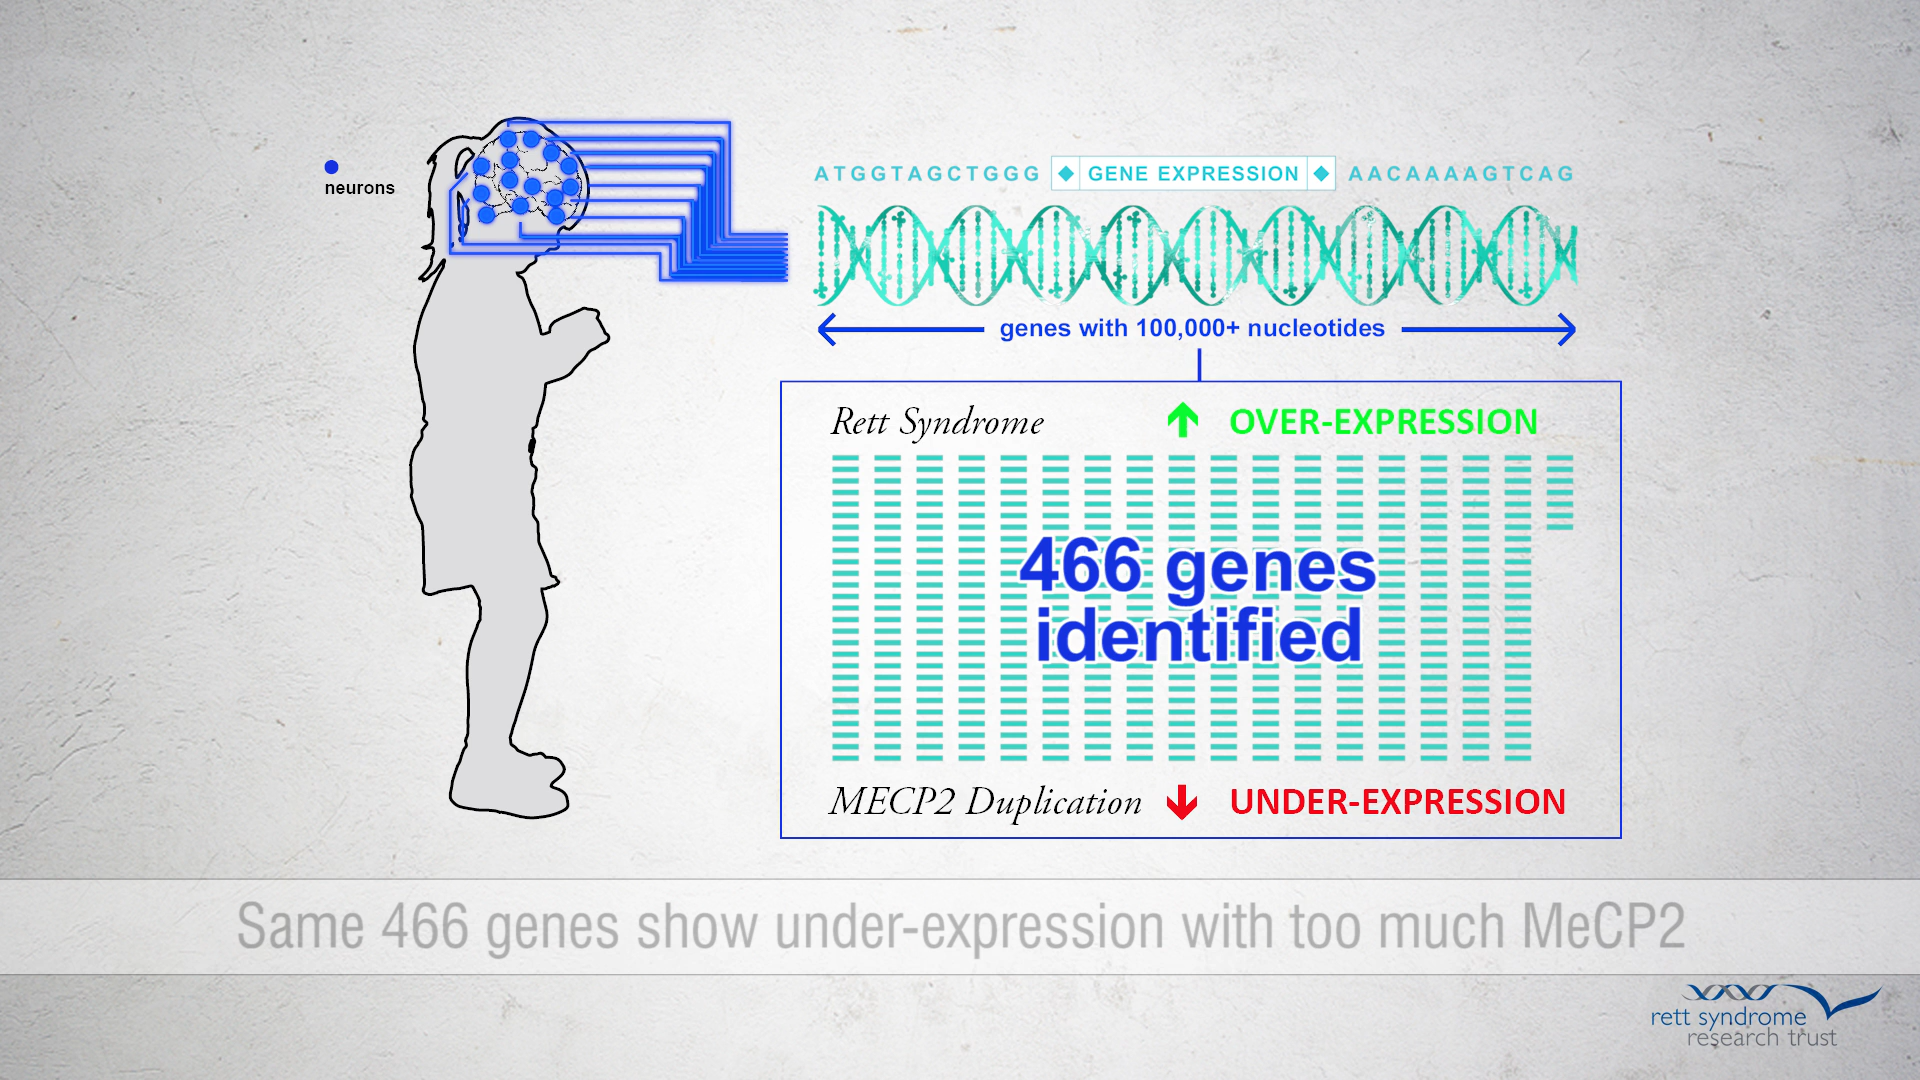 neurons
ATGGTAGCTGGG GENE EXPRESSION AACAAAAGTCAG
genes with 100,000+ nucleotides
Rett Syndrome OVER-EXPRESSION
466 genes
identified
MECP2 Duplication UNDER-EXPRESSION
Same 466 genes show under-expression with too much MeCP2
rett syndrome
research trust